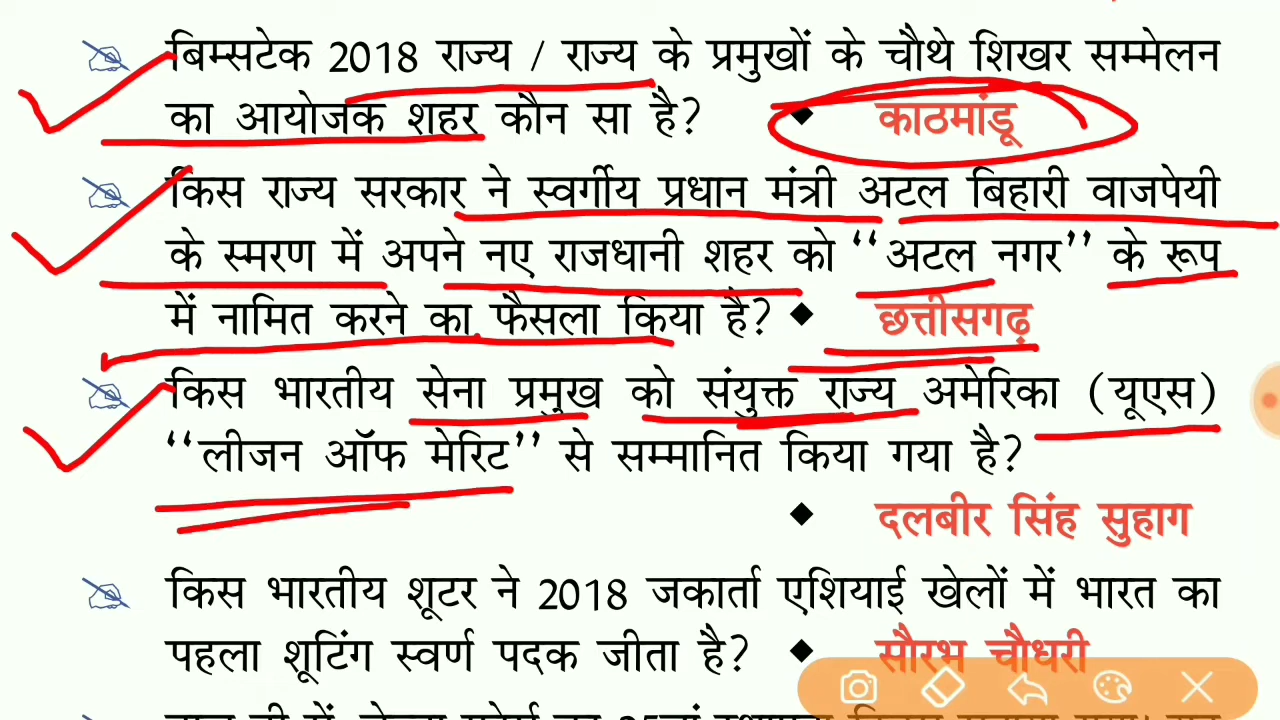 बिम्सटेक 2018 राज्य / राज्य के प्रमुखों के चौथे शिखर सम्मेलन
का आयोजक शहर कौन सा है? ◆ काठमांडू
किस राज्य सरकार ने स्वर्गीय प्रधान मंत्री अटल बिहारी वाजपेयी
के स्मरण में अपने नए राजधानी शहर को “अटल नगर” के रूप
में नामित करने का फैसला किया है? ◆ छत्तीसगढ़
किस भारतीय सेना प्रमुख को संयुक्त राज्य अमेरिका (यूएस)
“लीजन ऑफ मेरिट” से सम्मानित किया गया है?
◆ दलबीर सिंह सुहाग
किस भारतीय शूटर ने 2018 जकार्ता एशियाई खेलों में भारत का
पहला शूटिंग स्वर्ण पदक जीता है? ◆ सौरभ चौधरी